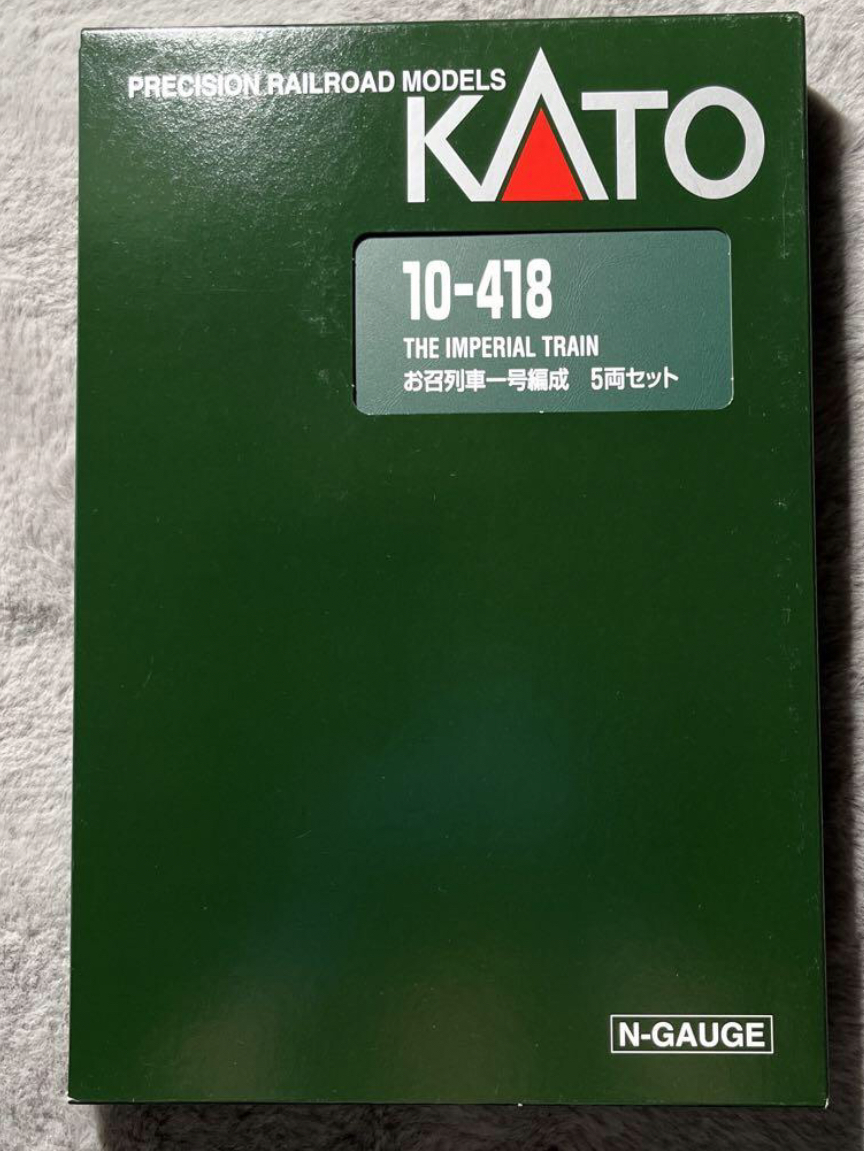 PRECISION RAILROAD MODELS
KATO
10-418
THE IMPERIAL TRAIN
お召列車一号編成 5両セット
N-GAUGE